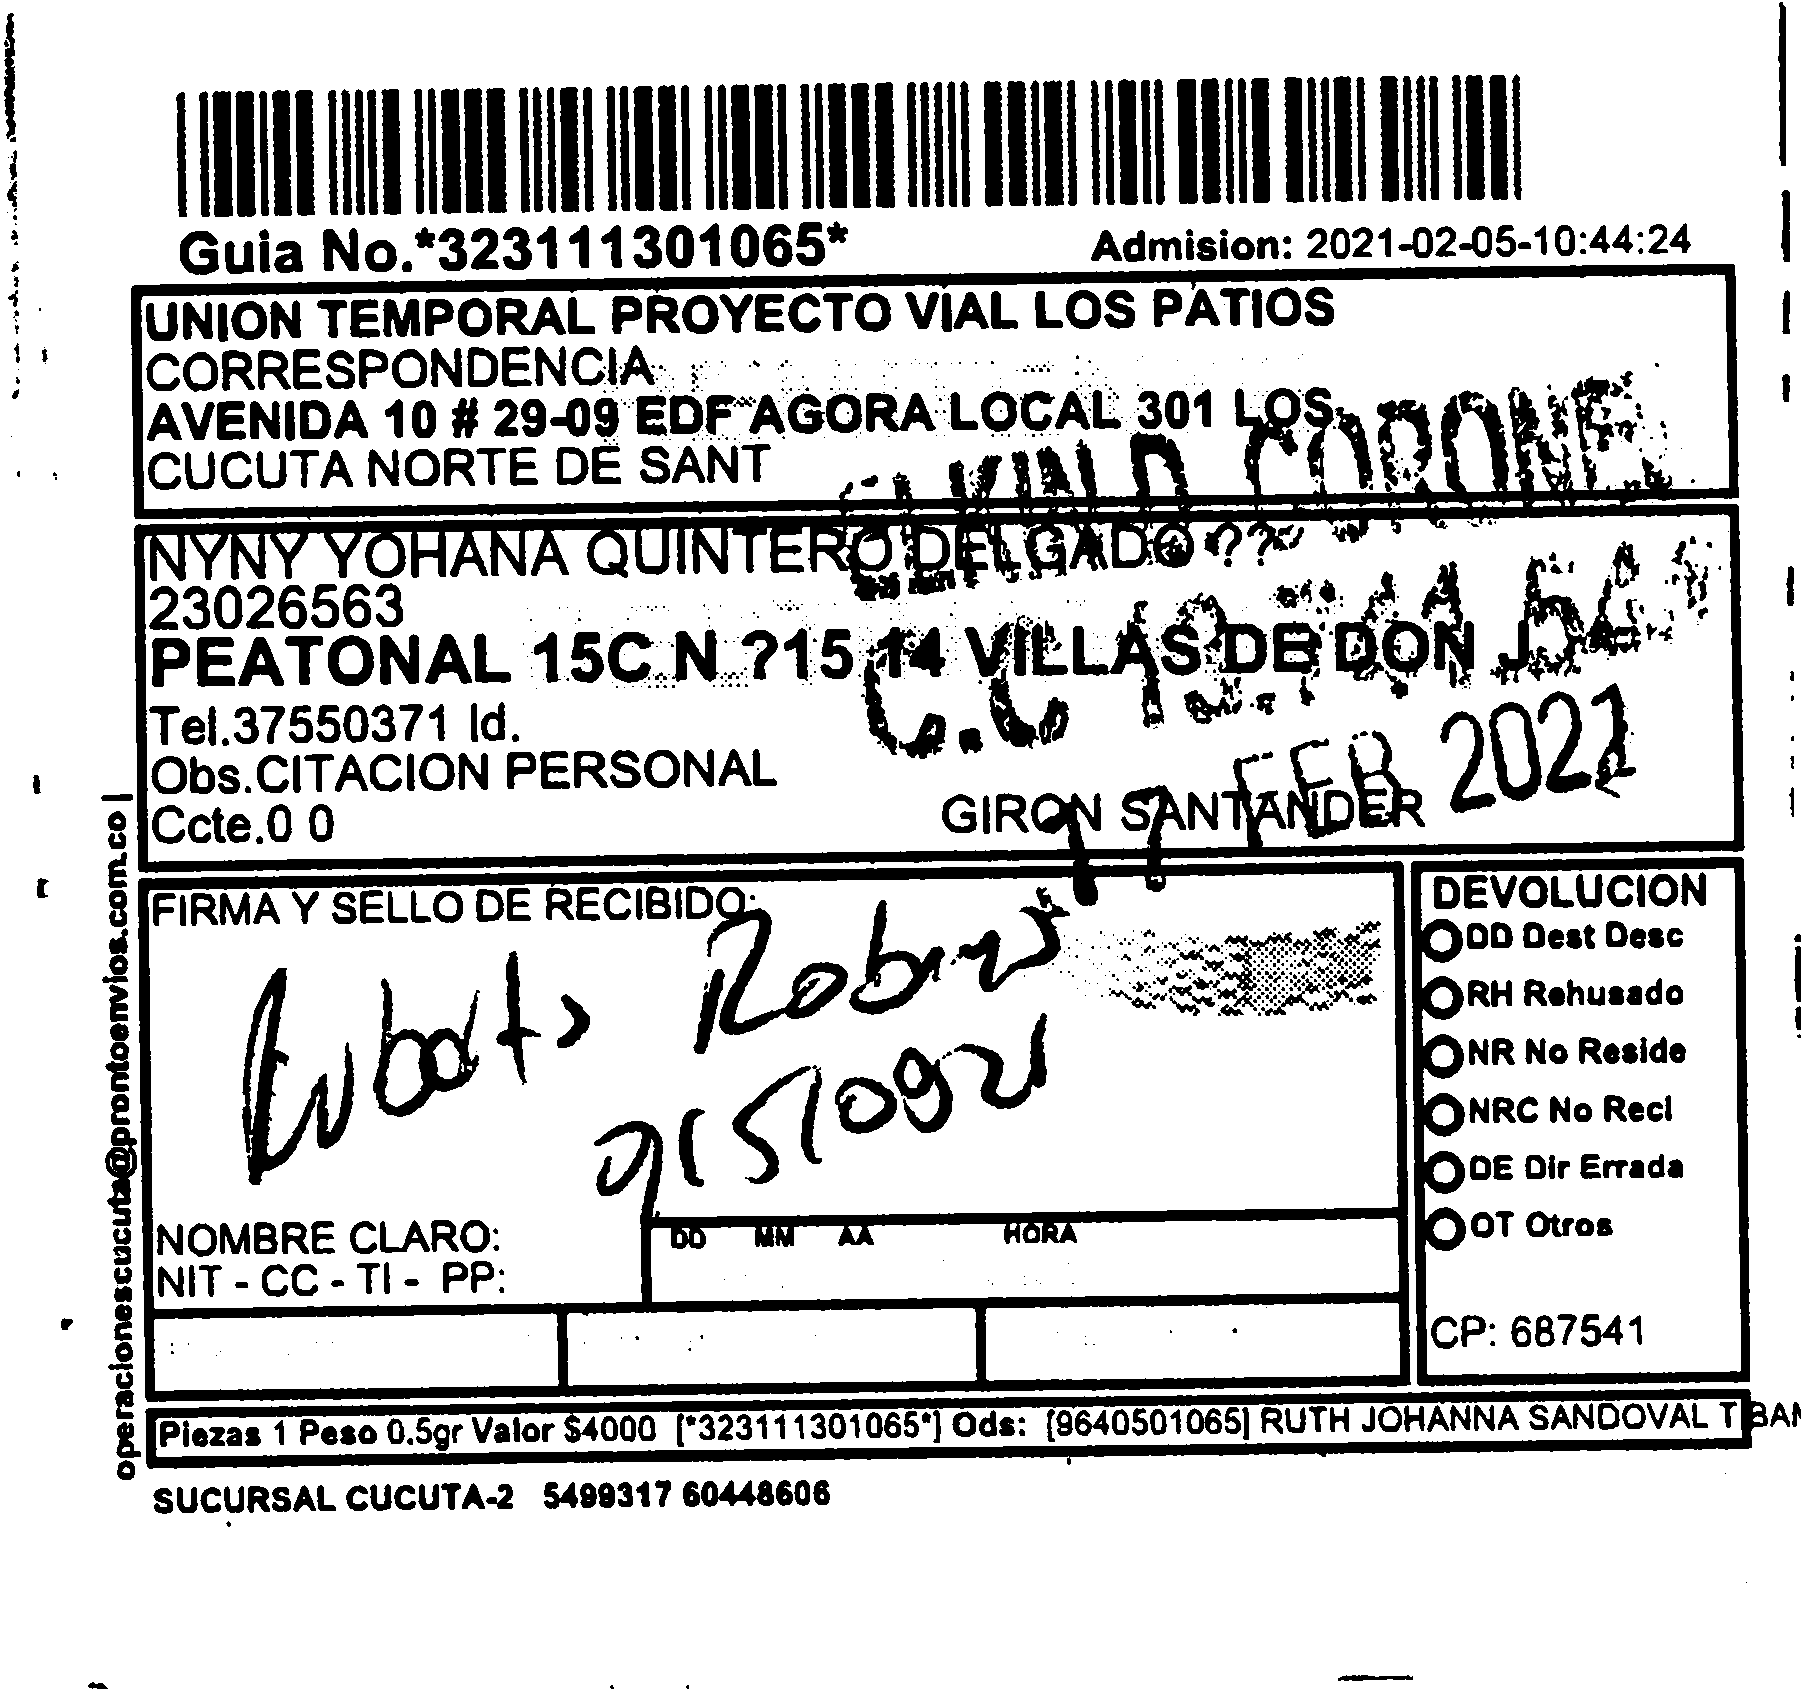 Guia No.*323111301065*
Admision: 2021-02-05-10:44:24
UNION TEMPORAL PROYECTO VIAL LOS PATIOS
CORRESPONDENCIA
AVENIDA 10 # 29-09 EDF AGORA LOCAL 301 LOS
CUCUTA NORTE DE SANT
NYNY YOHANA QUINTERO DELGADO ??
23026563
PEATONAL 15C N ?15 14 VILLAS DE DON J
C.C.
Tel.37550371 Id.
Obs.CITACION PERSONAL
FEB 2021
Ccte.0 0
GIRON SANTANDER
FIRMA Y SELLO DE RECIBIDO:
91510921
NOMBRE CLARO:
NIT - CC - TI - PP:
DD MM AA HORA
DEVOLUCION
DD Dest Desc
RH Rehusado
NR No Reside
NRC No Recl
DE Dir Errada
OT Otros
CP: 687541
Piezas 1 Peso 0.5gr Valor $4000 [*323111301065*] Ods: [9640501065] RUTH JOHANNA SANDOVAL
SUCURSAL CUCUTA-2 5499317 60448606
operacionescucuta@prontoenvios.com.co |